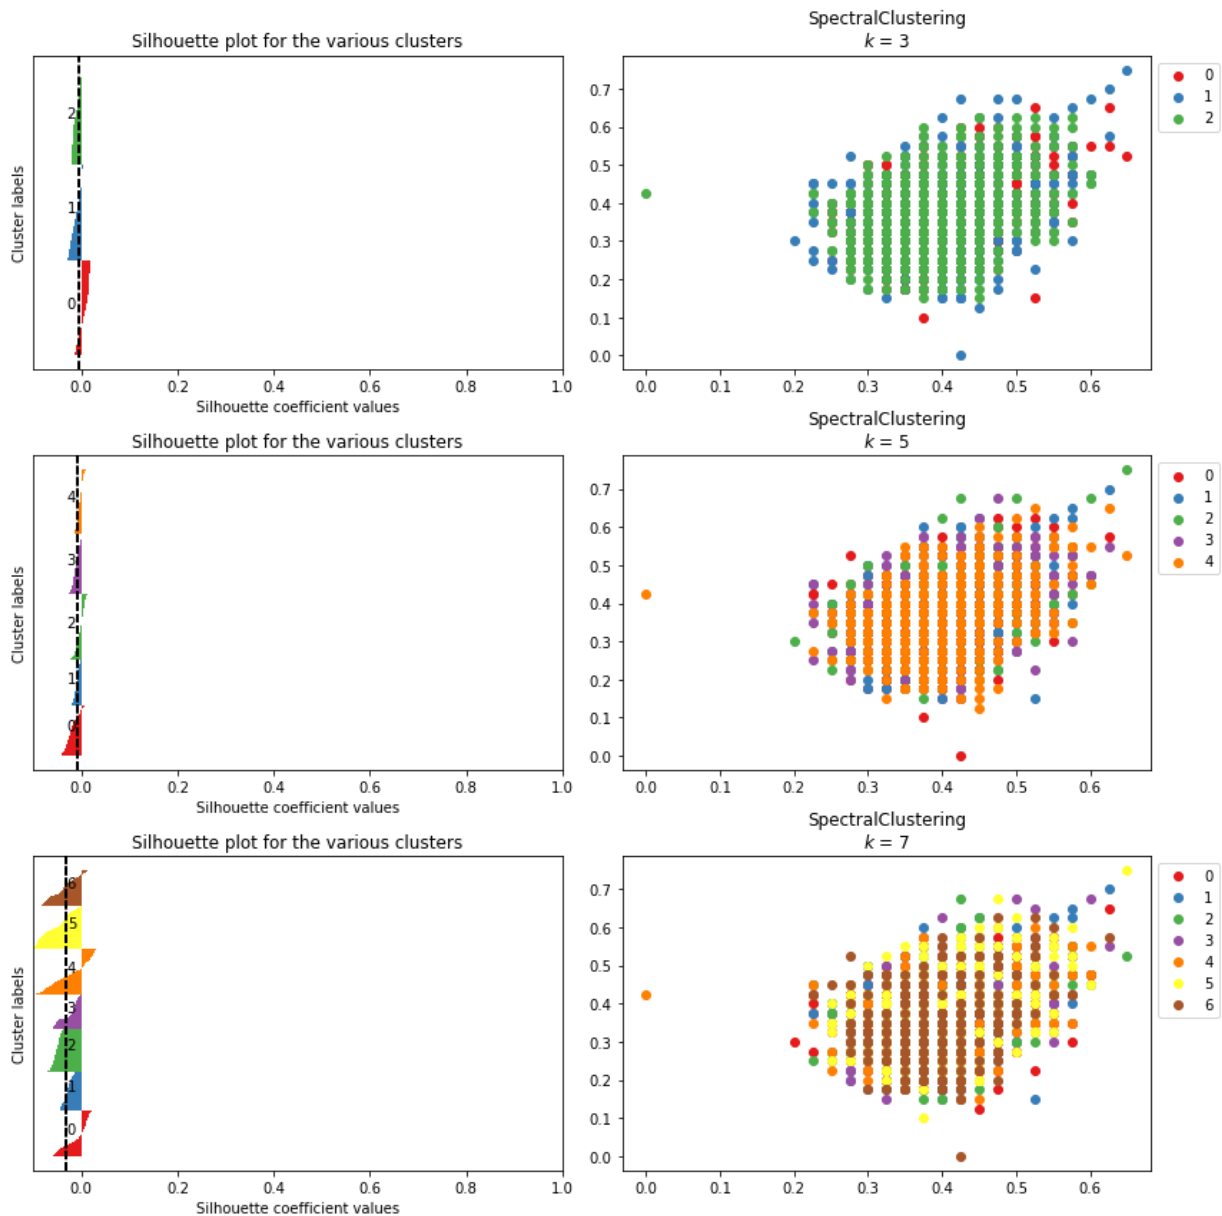 Silhouette plot for the various clusters
Cluster labels
2
1
0
0.0 0.2 0.4 0.6 0.8 1.0
Silhouette coefficient values
SpectralClustering
k = 3
0.7
0.6
0.5
0.4
0.3
0.2
0.1
0.0
0.0 0.1 0.2 0.3 0.4 0.5 0.6
0
1
2
Silhouette plot for the various clusters
Cluster labels
4
3
2
1
0
0.0 0.2 0.4 0.6 0.8 1.0
Silhouette coefficient values
SpectralClustering
k = 5
0.7
0.6
0.5
0.4
0.3
0.2
0.1
0.0
0.0 0.1 0.2 0.3 0.4 0.5 0.6
0
1
2
3
4
Silhouette plot for the various clusters
Cluster labels
6
5
4
3
2
1
0
0.0 0.2 0.4 0.6 0.8 1.0
Silhouette coefficient values
SpectralClustering
k = 7
0.7
0.6
0.5
0.4
0.3
0.2
0.1
0.0
0.0 0.1 0.2 0.3 0.4 0.5 0.6
0
1
2
3
4
5
6